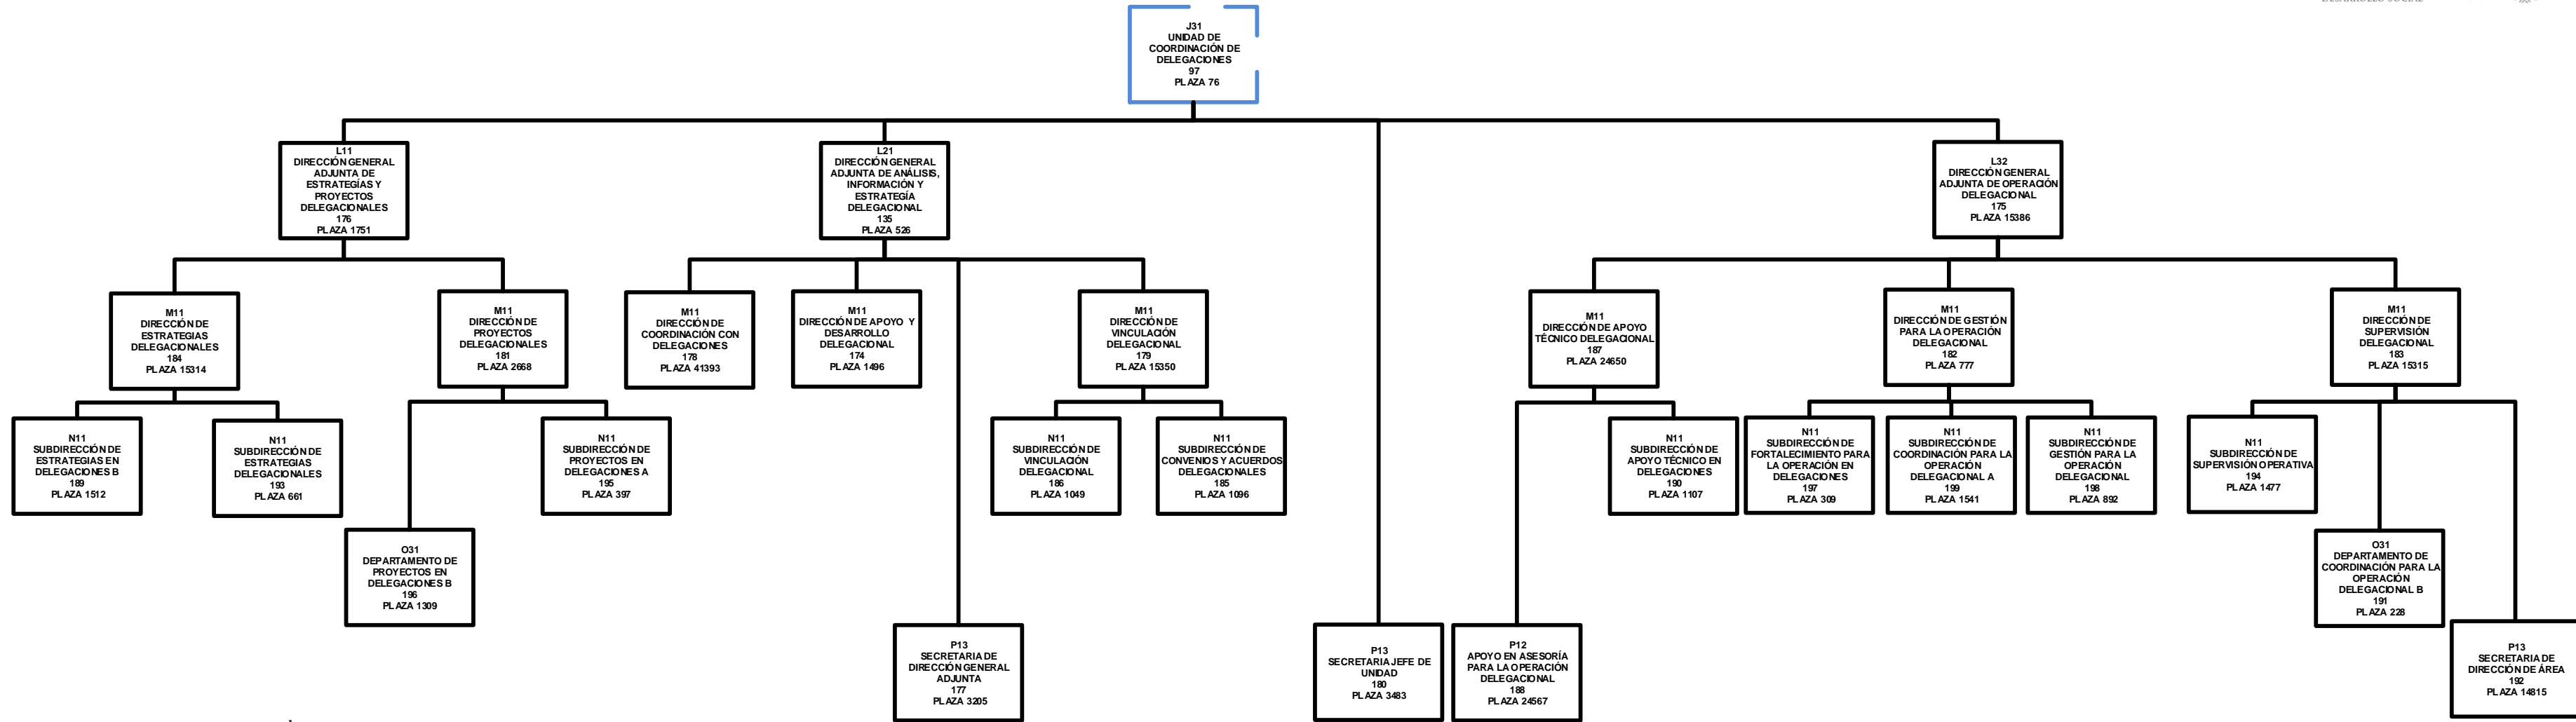 DESARROLLO SOCIAL
J31
UNIDAD DE
COORDINACIÓN DE
DELEGACIONES
97
PLAZA 76
L11
DIRECCIÓN GENERAL
ADJUNTA DE
ESTRATEGÍAS Y
PROYECTOS
DELEGACIONALES
176
PLAZA 1751
L21
DIRECCIÓN GENERAL
ADJUNTA DE ANÁLISIS,
INFORMACIÓN Y
ESTRATEGÍA
DELEGACIONAL
135
PLAZA 526
L32
DIRECCIÓN GENERAL
ADJUNTA DE OPERACIÓN
DELEGACIONAL
175
PLAZA 15386
M11
DIRECCIÓN DE
ESTRATEGIAS
DELEGACIONALES
184
PLAZA 15314
M11
DIRECCIÓN DE
PROYECTOS
DELEGACIONALES
181
PLAZA 2668
M11
DIRECCIÓN DE
COORDINACIÓN CON
DELEGACIONES
178
PLAZA 41393
M11
DIRECCIÓN DE APOYO Y
DESARROLLO
DELEGACIONAL
174
PLAZA 1496
M11
DIRECCIÓN DE
VINCULACIÓN
DELEGACIONAL
179
PLAZA 15350
M11
DIRECCIÓN DE APOYO
TÉCNICO DELEGACIONAL
187
PLAZA 24650
M11
DIRECCIÓN DE GESTIÓN
PARA LA OPERACIÓN
DELEGACIONAL
182
PLAZA 777
M11
DIRECCIÓN DE
SUPERVISIÓN
DELEGACIONAL
183
PLAZA 15315
N11
SUBDIRECCIÓN DE
ESTRATEGIAS EN
DELEGACIONES B
189
PLAZA 1512
N11
SUBDIRECCIÓN DE
ESTRATEGIAS
DELEGACIONALES
193
PLAZA 661
N11
SUBDIRECCIÓN DE
PROYECTOS EN
DELEGACIONES A
195
PLAZA 397
N11
SUBDIRECCIÓN DE
VINCULACIÓN
DELEGACIONAL
186
PLAZA 1049
N11
SUBDIRECCIÓN DE
CONVENIOS Y ACUERDOS
DELEGACIONALES
185
PLAZA 1096
N11
SUBDIRECCIÓN DE
APOYO TÉCNICO EN
DELEGACIONES
190
PLAZA 1107
N11
SUBDIRECCIÓN DE
FORTALECIMIENTO PARA
LA OPERACIÓN EN
DELEGACIONES
197
PLAZA 309
N11
SUBDIRECCIÓN DE
COORDINACIÓN PARA LA
OPERACIÓN
DELEGACIONAL A
199
PLAZA 1541
N11
SUBDIRECCIÓN DE
GESTIÓN PARA LA
OPERACIÓN
DELEGACIONAL
198
PLAZA 892
N11
SUBDIRECCIÓN DE
SUPERVISIÓN OPERATIVA
194
PLAZA 1477
O31
DEPARTAMENTO DE
PROYECTOS EN
DELEGACIONES B
196
PLAZA 1309
O31
DEPARTAMENTO DE
COORDINACIÓN PARA LA
OPERACIÓN
DELEGACIONAL B
191
PLAZA 228
P13
SECRETARIA DE
DIRECCIÓN GENERAL
ADJUNTA
177
PLAZA 3205
P13
SECRETARIA JEFE DE
UNIDAD
180
PLAZA 3483
P12
APOYO EN ASESORÍA
PARA LA OPERACIÓN
DELEGACIONAL
188
PLAZA 24567
P13
SECRETARIA DE
DIRECCIÓN DE ÁREA
192
PLAZA 14815